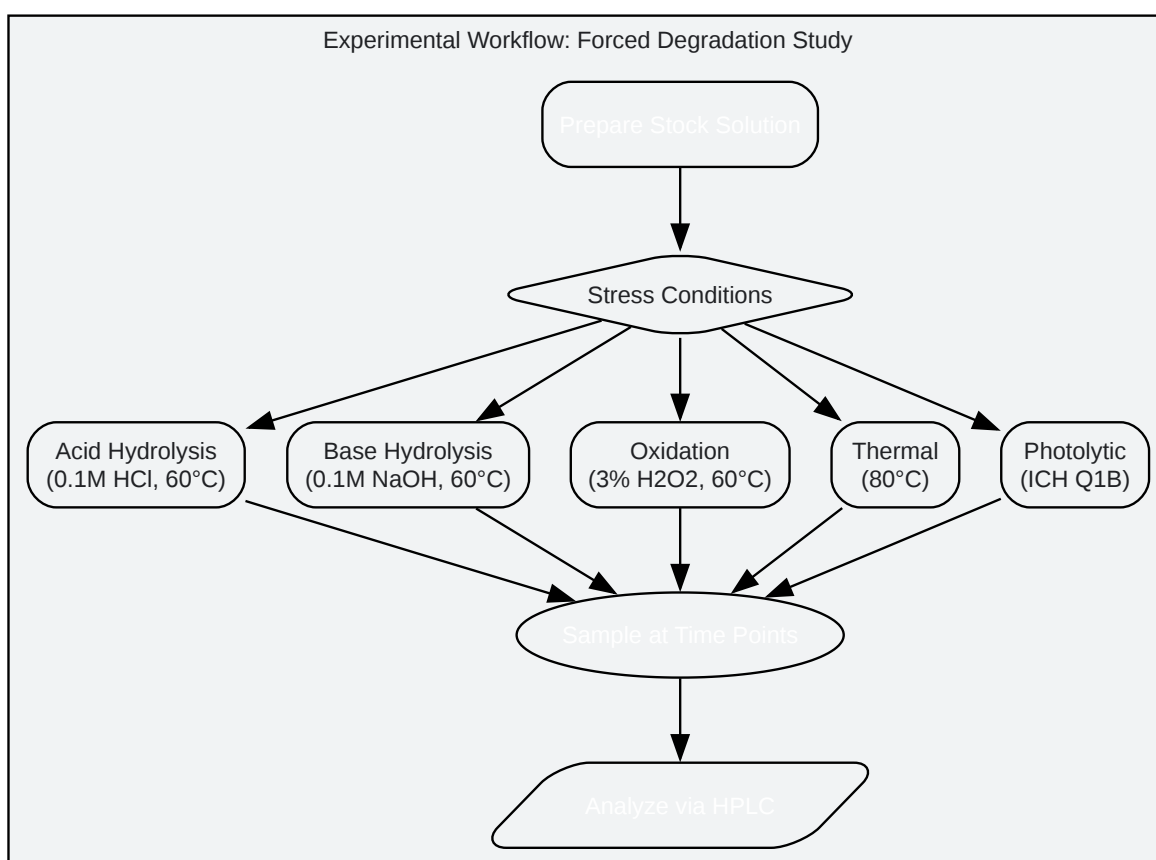 Experimental Workflow: Forced Degradation Study
Prepare Stock Solution
Stress Conditions
Acid Hydrolysis
(0.1M HCl, 60°C)
Base Hydrolysis
(0.1M NaOH, 60°C)
Oxidation
(3% H2O2, 60°C)
Thermal
(80°C)
Photolytic
(ICH Q1B)
Sample at Time Points
Analyze via HPLC